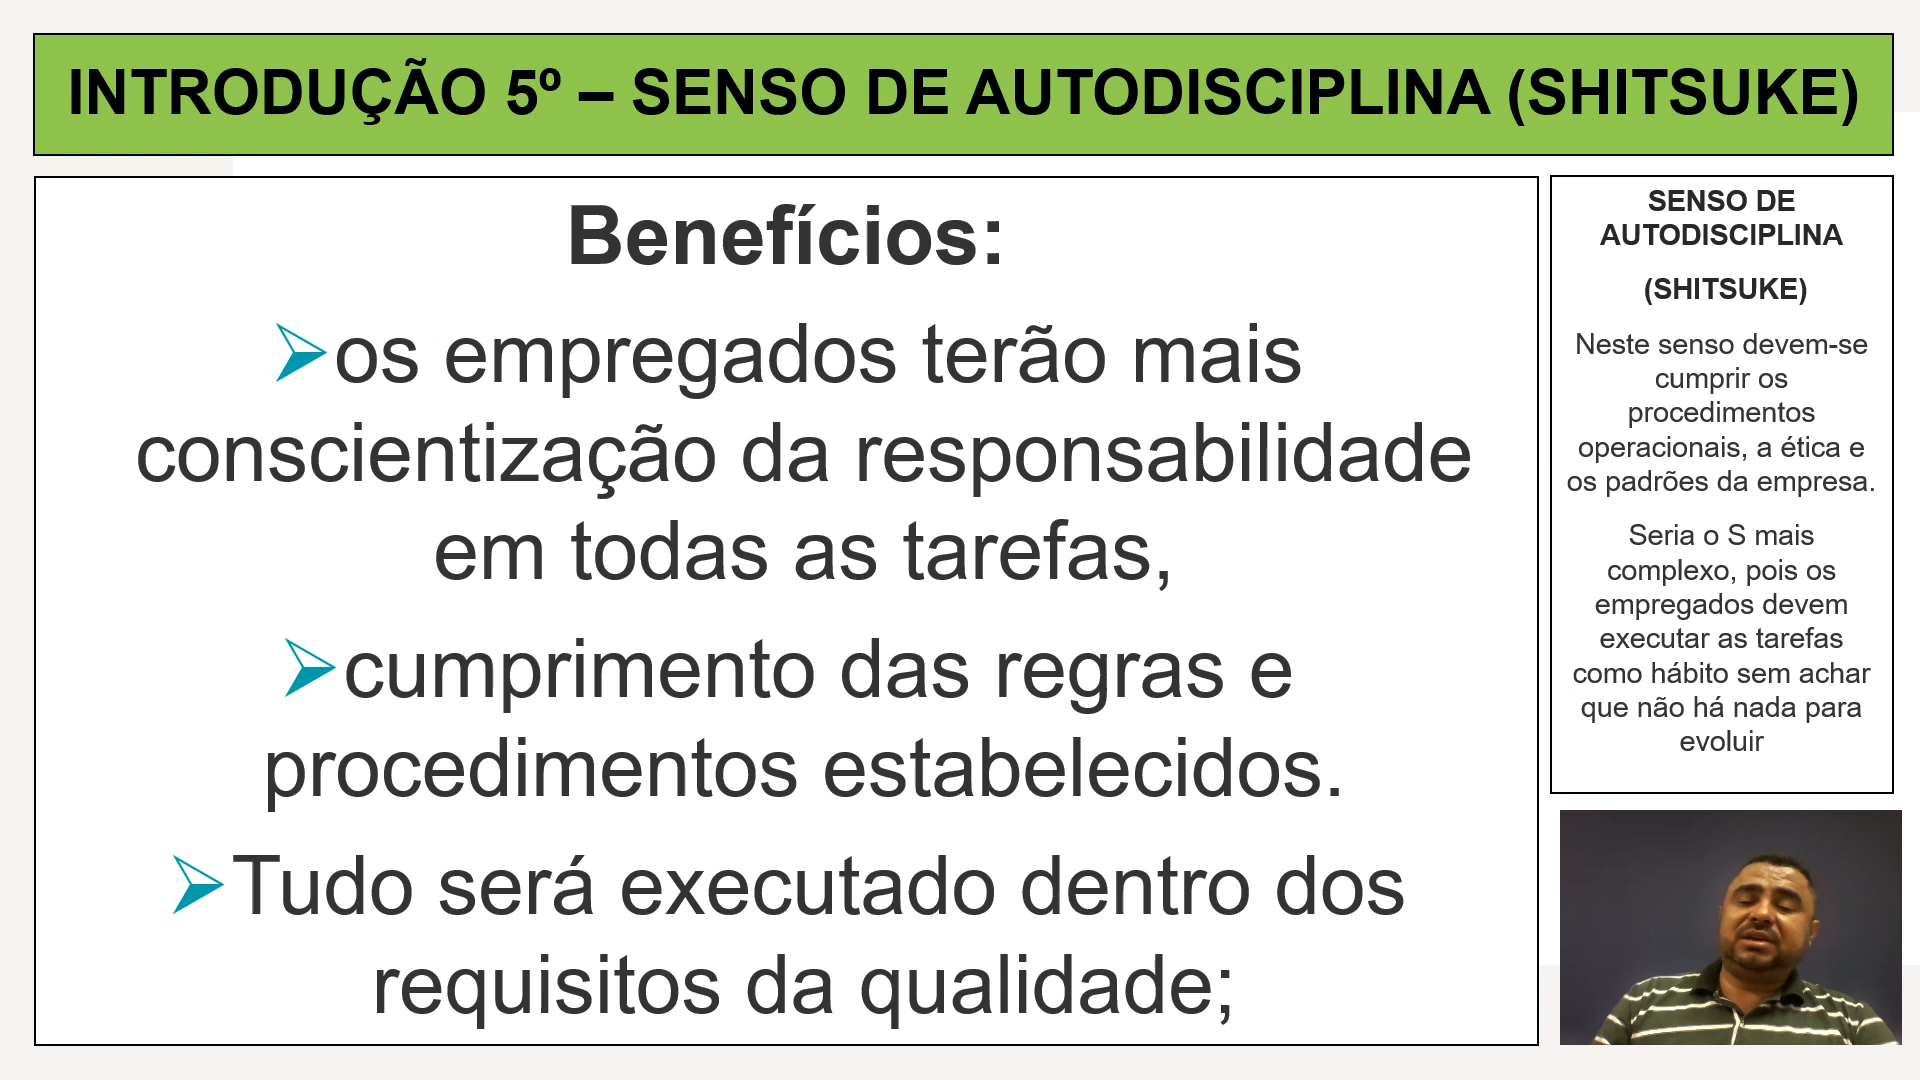 INTRODUÇÃO 5º – SENSO DE AUTODISCIPLINA (SHITSUKE)
Benefícios:
os empregados terão mais
conscientização da responsabilidade
em todas as tarefas,
cumprimento das regras e
procedimentos estabelecidos.
Tudo será executado dentro dos
requisitos da qualidade;
SENSO DE
AUTODISCIPLINA
(SHITSUKE)
Neste senso devem-se
cumprir os
procedimentos
operacionais, a ética e
os padrões da empresa.
Seria o S mais
complexo, pois os
empregados devem
executar as tarefas
como hábito sem achar
que não há nada para
evoluir